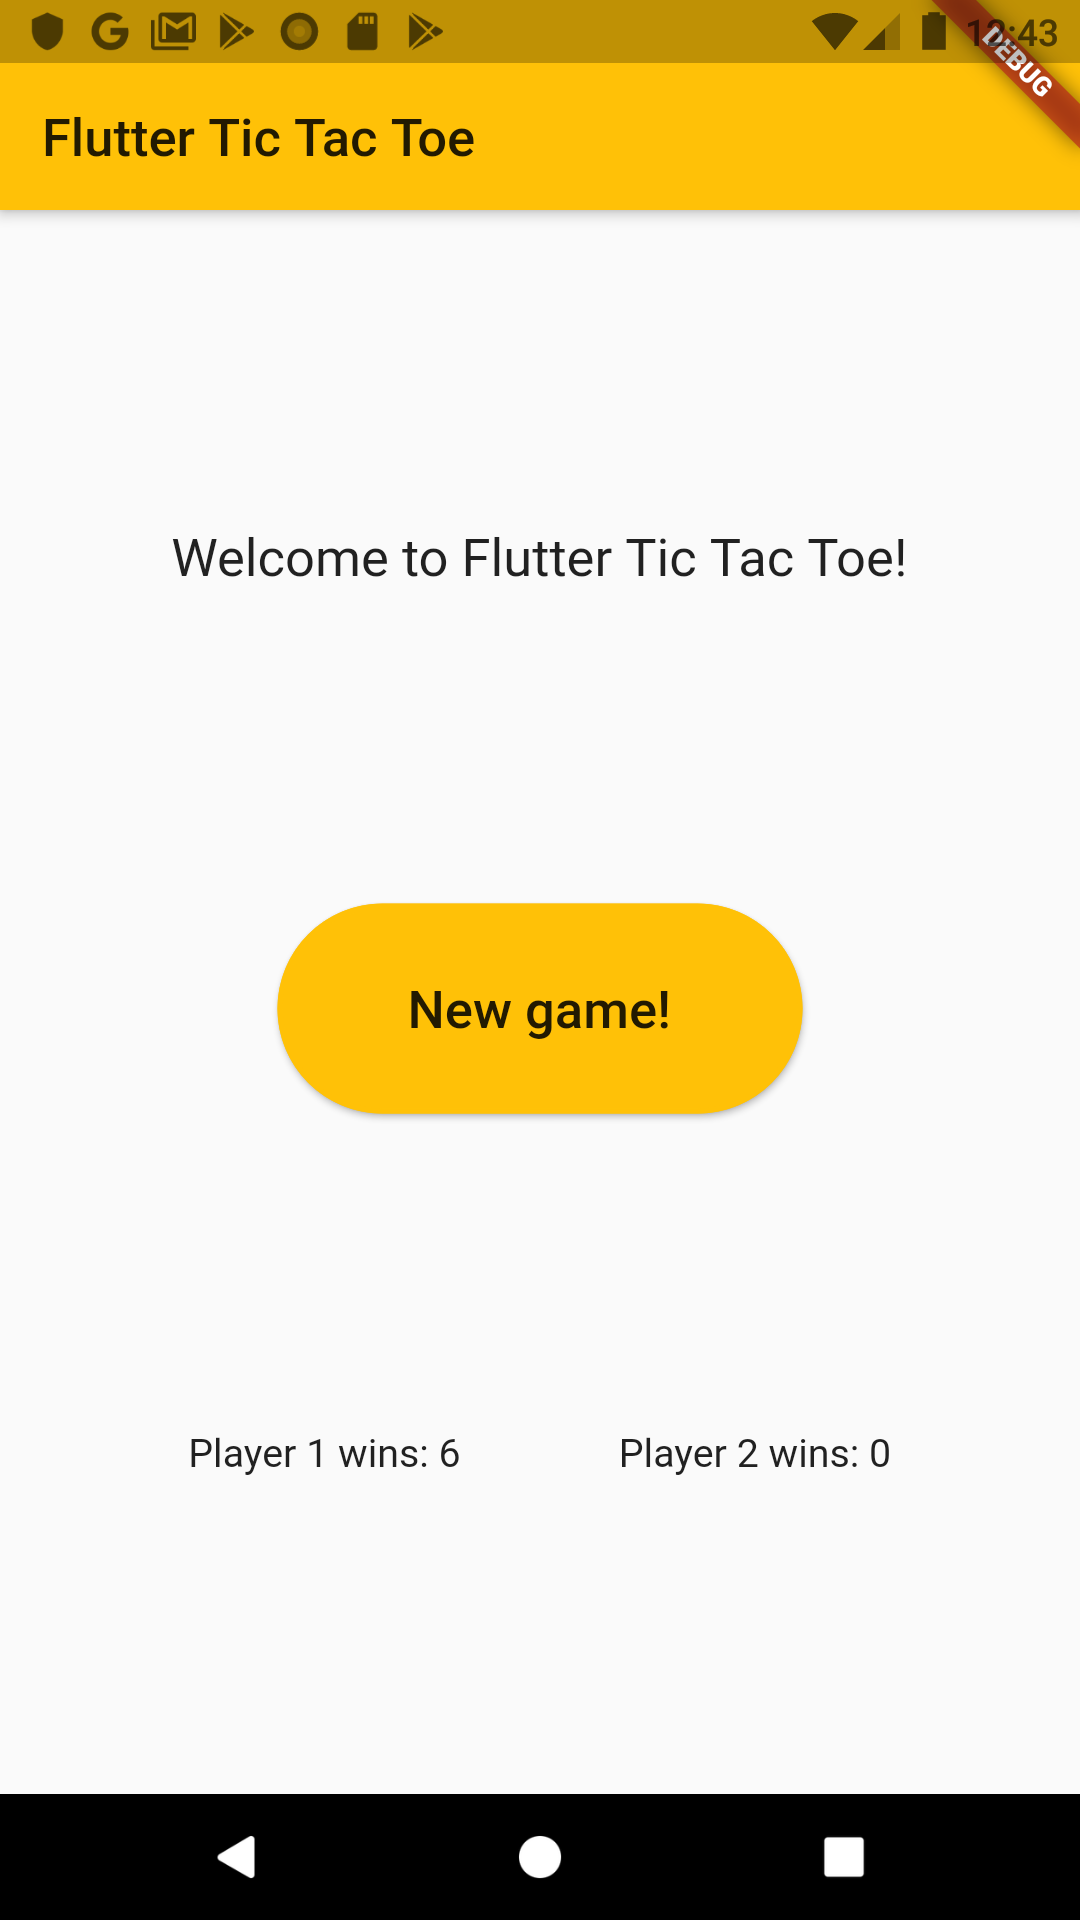 12:43
DEBUG
Flutter Tic Tac Toe
Welcome to Flutter Tic Tac Toe!
New game!
Player 1 wins: 6
Player 2 wins: 0